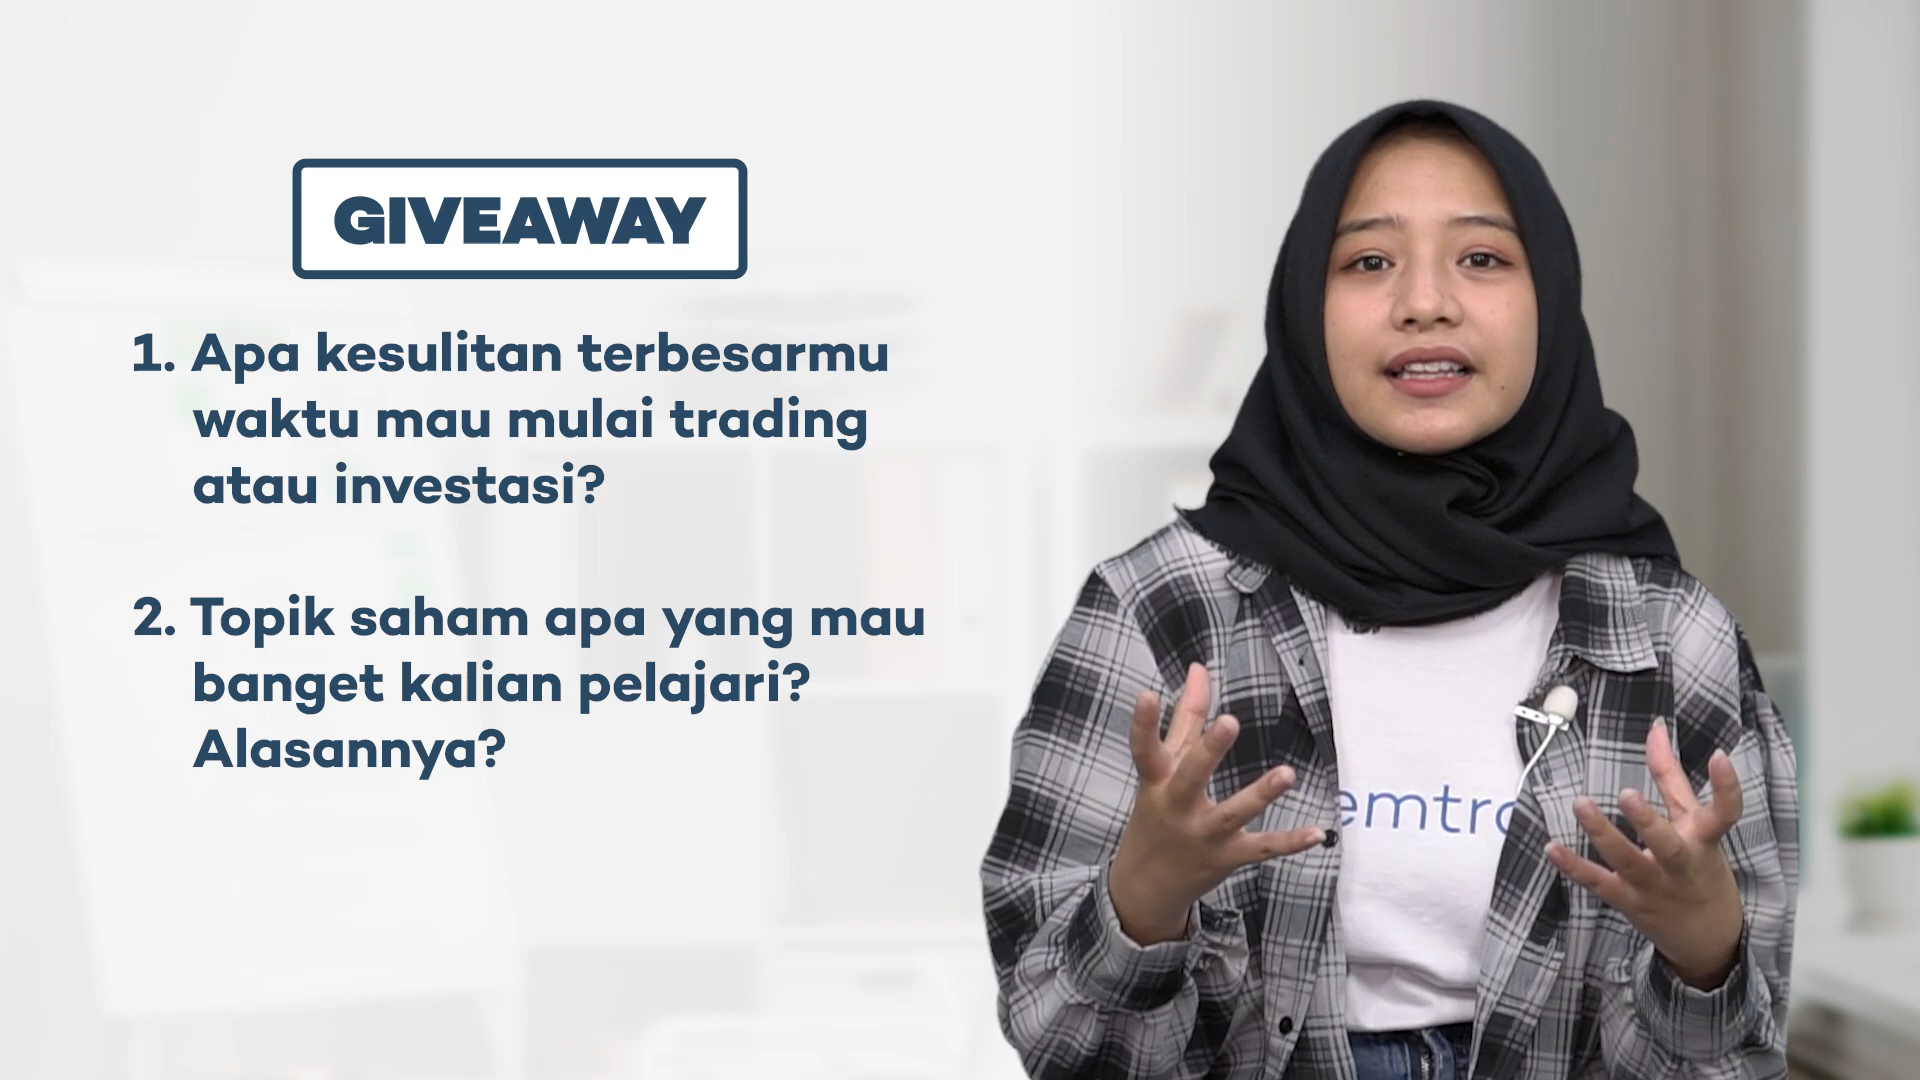 GIVEAWAY
1. Apa kesulitan terbesarmu
waktu mau mulai trading
atau investasi?
2. Topik saham apa yang mau
banget kalian pelajari?
Alasannya?
emtra